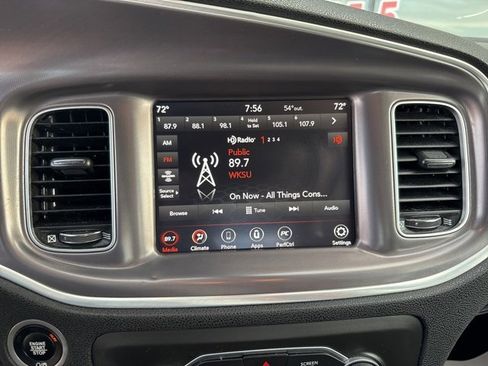 72°
7:56
54°out.
72°
1 2 3 4 5 6
87.9 88.1 98.1 Hold to Set 105.1 107.9
AM
HD Radio 1 2 3 4
HD
FM
Public
89.7
WKSU
Source
Select
On Now - All Things Cons...
Browse
Tune
Audio
89.7
Media
Climate
Phone
Apps
PerfCtrl
Settings
ENGINE
START
STOP
SCREEN